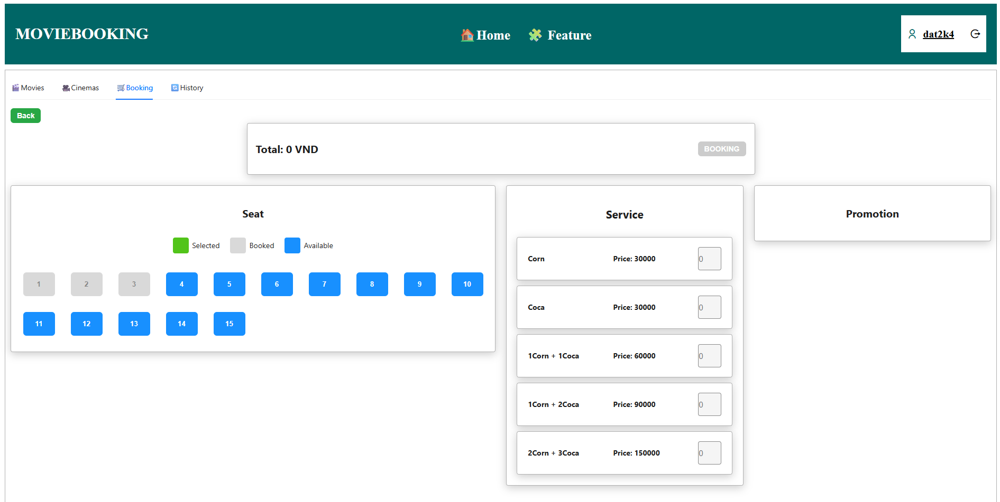 MOVIEBOOKING
Home Feature
dat2k4
Movies Cinemas Booking History
Back
Total: 0 VND BOOKING
Seat
Selected Booked Available
1 2 3 4 5 6 7 8 9 10
11 12 13 14 15
Service
Corn Price: 30000 0
Coca Price: 30000 0
1Corn + 1Coca Price: 60000 0
1Corn + 2Coca Price: 90000 0
2Corn + 3Coca Price: 150000 0
Promotion